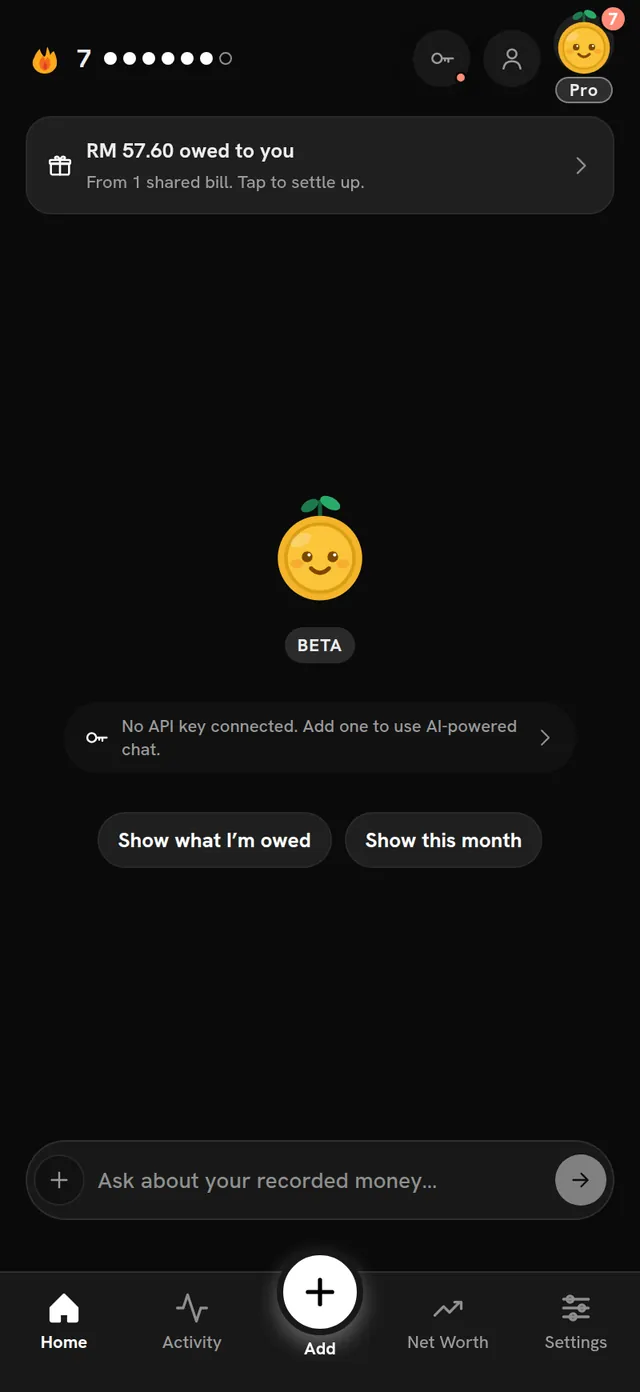 7
7
Pro
RM 57.60 owed to you
From 1 shared bill. Tap to settle up.
BETA
No API key connected. Add one to use AI-powered
chat.
Show what I’m owed
Show this month
Ask about your recorded money...
Home
Activity
Add
Net Worth
Settings